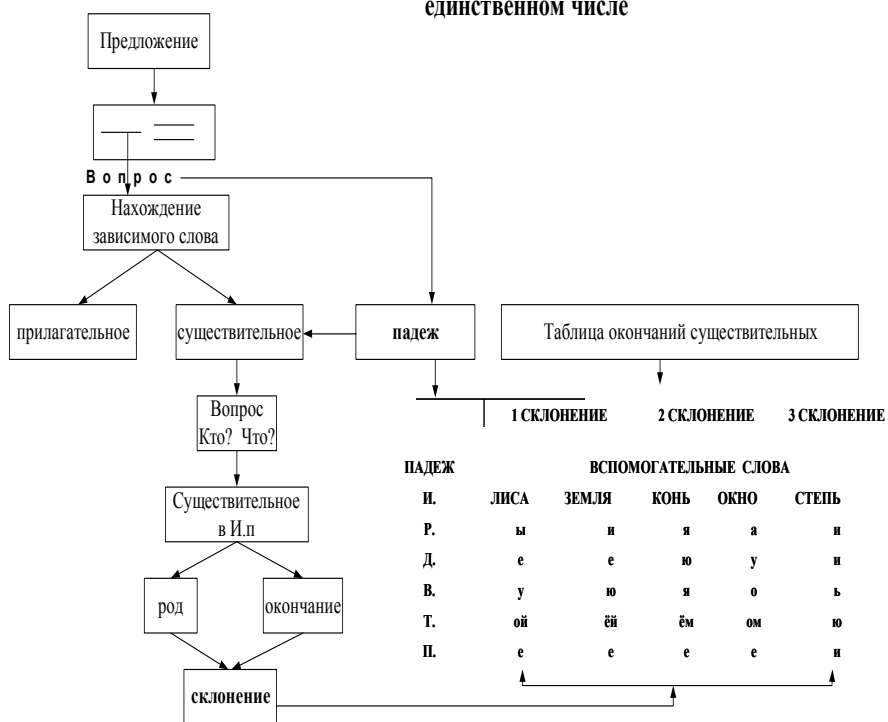 единственном числе
Предложение
Вопрос
Нахождение
зависимого слова
прилагательное
существительное
падеж
Таблица окончаний существительных
Вопрос
Кто? Что?
1 СКЛОНЕНИЕ 2 СКЛОНЕНИЕ 3 СКЛОНЕНИЕ
ПАДЕЖ ВСПОМОГАТЕЛЬНЫЕ СЛОВА
И. ЛИСА ЗЕМЛЯ КОНЬ ОКНО СТЕПЬ
Р. ы и я а и
Д. е е ю у и
В. у ю я о ь
Т. ой ёй ём ом ю
П. е е е е и
Существительное
в И.п
род
окончание
склонение